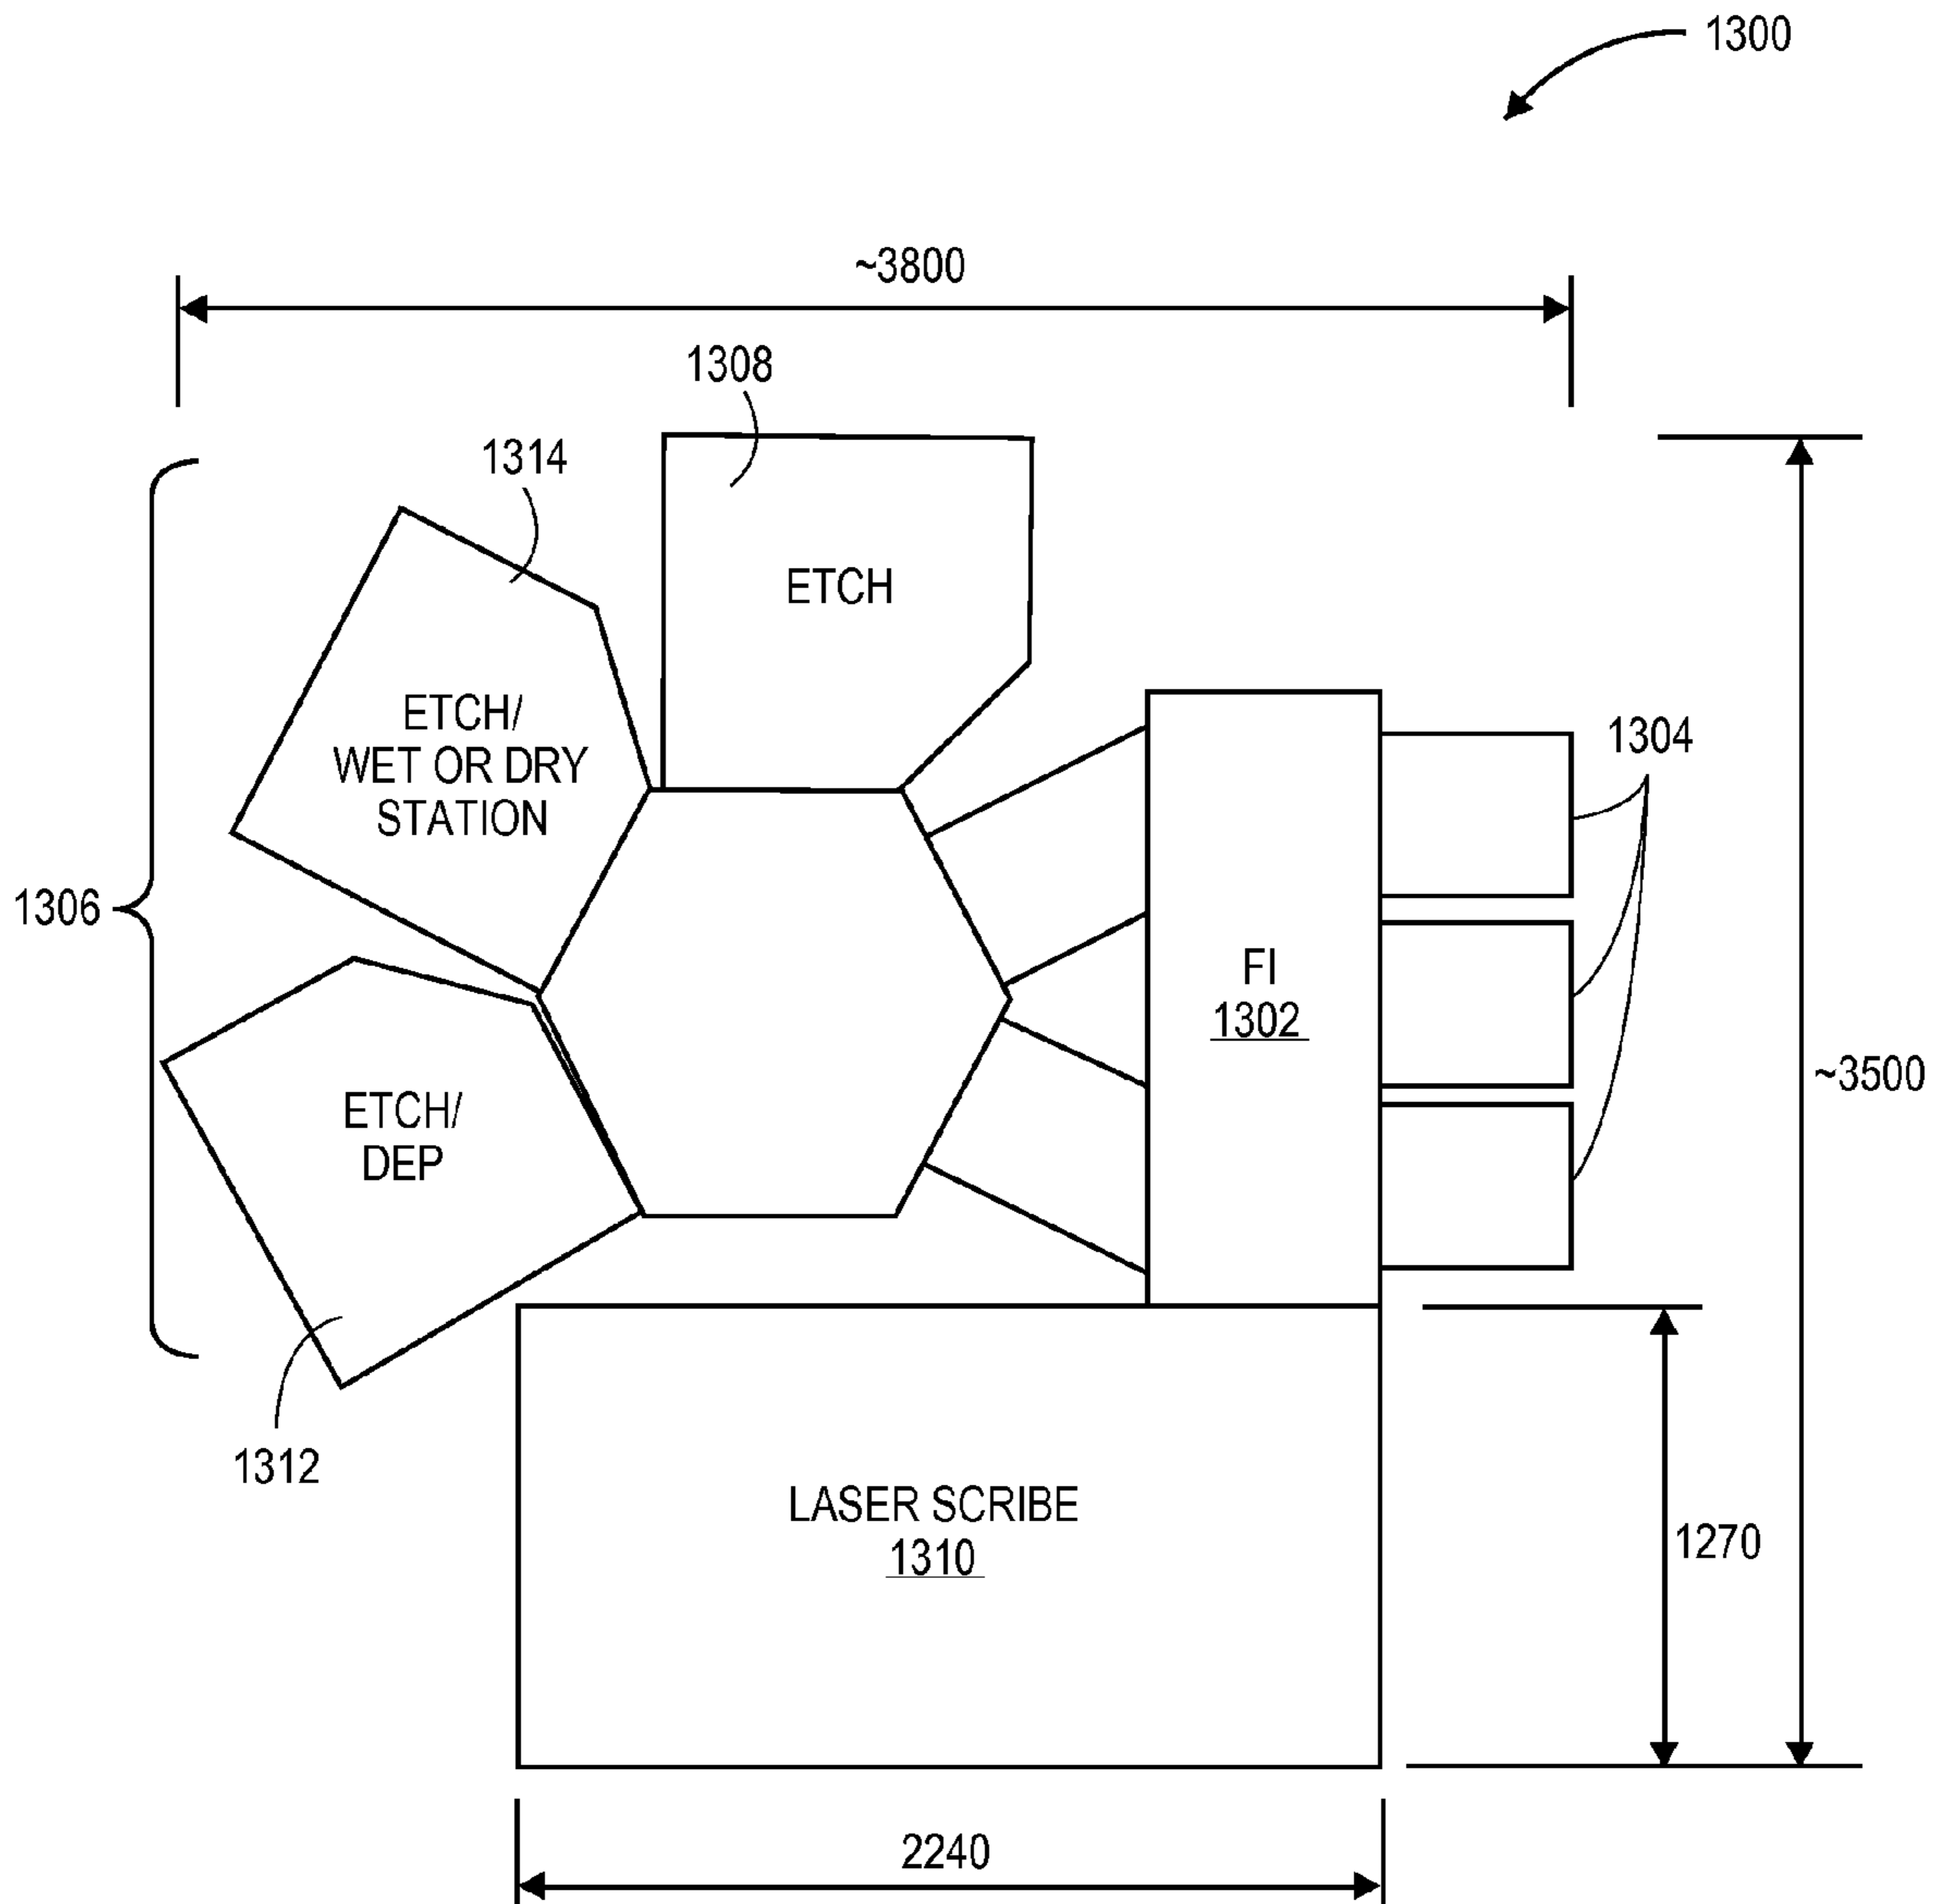 1300
~3800
1308
1314
ETCH
ETCH/
WET OR DRY
STATION
1304
1306
FI
1302
~3500
ETCH/
DEP
1312
LASER SCRIBE
1310
1270
2240